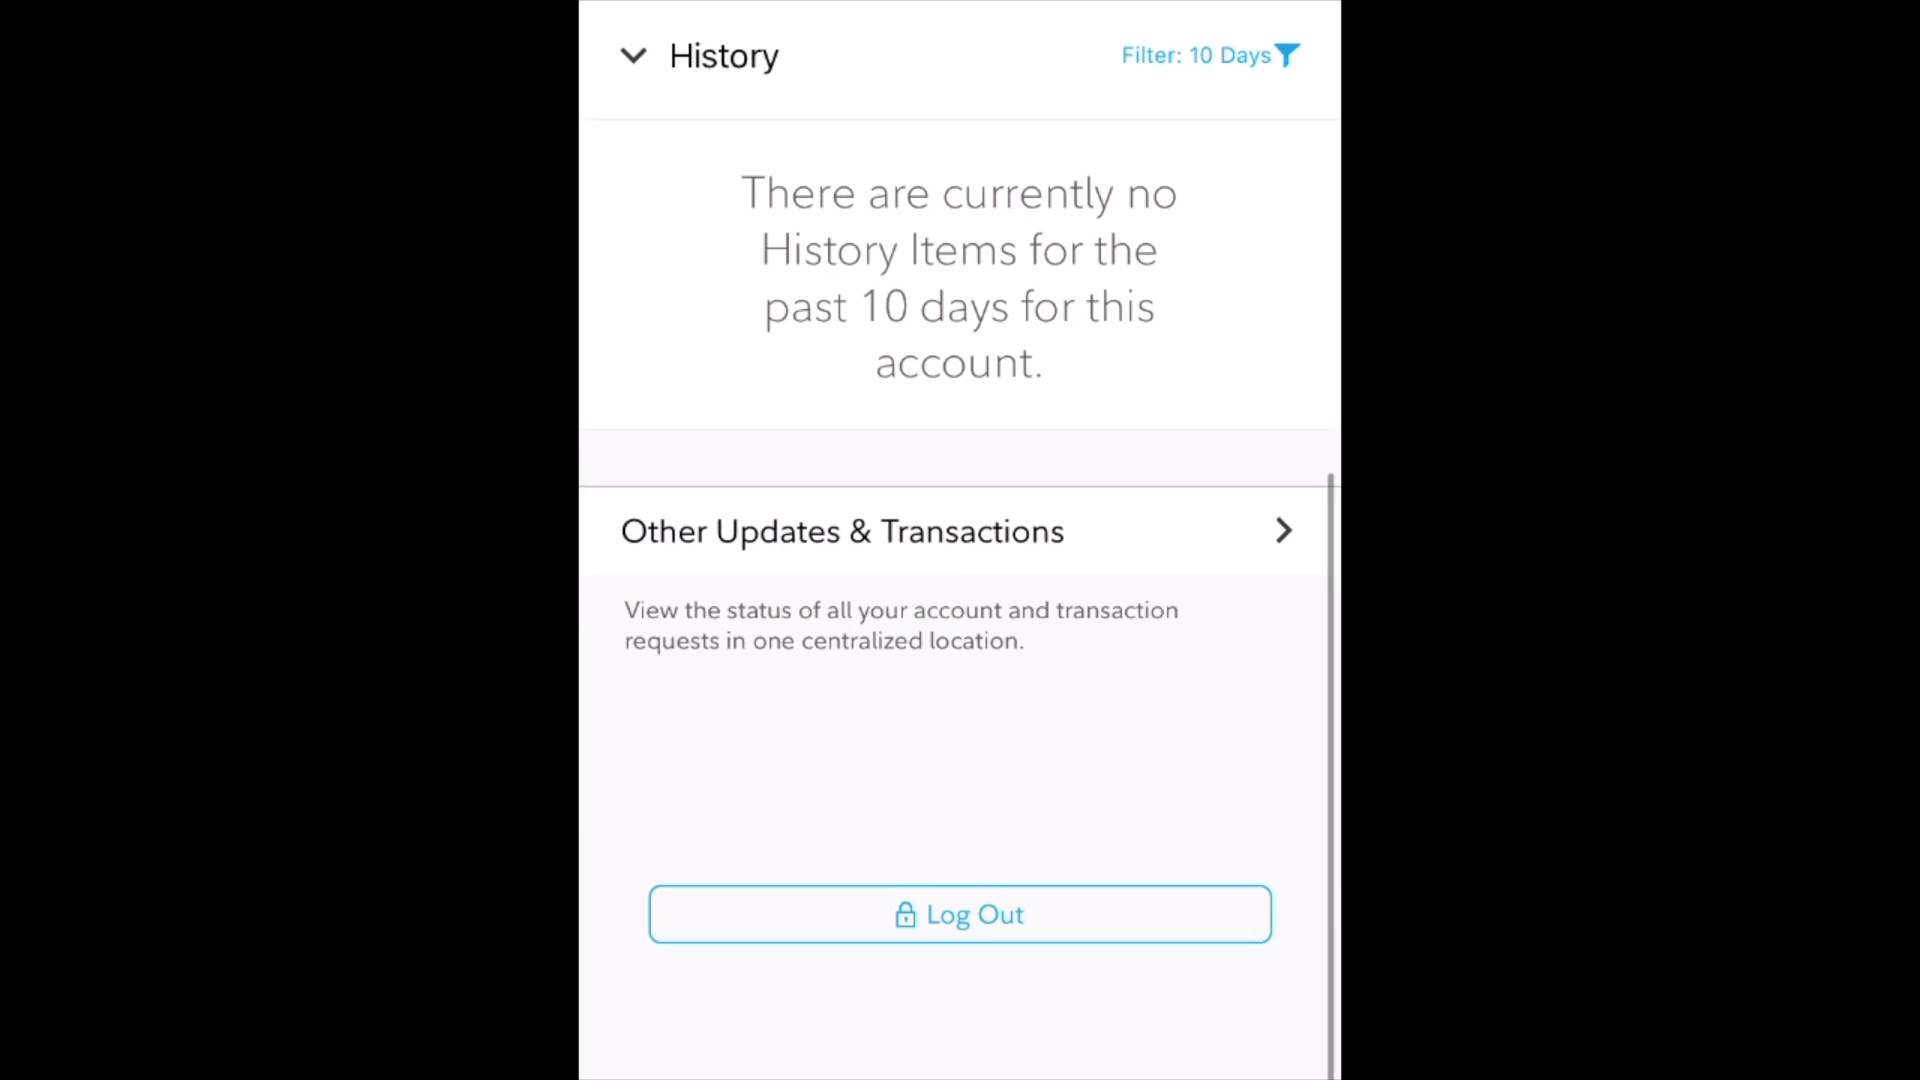 History
Filter: 10 Days
There are currently no
History Items for the
past 10 days for this
account.
Other Updates & Transactions
View the status of all your account and transaction
requests in one centralized location.
Log Out